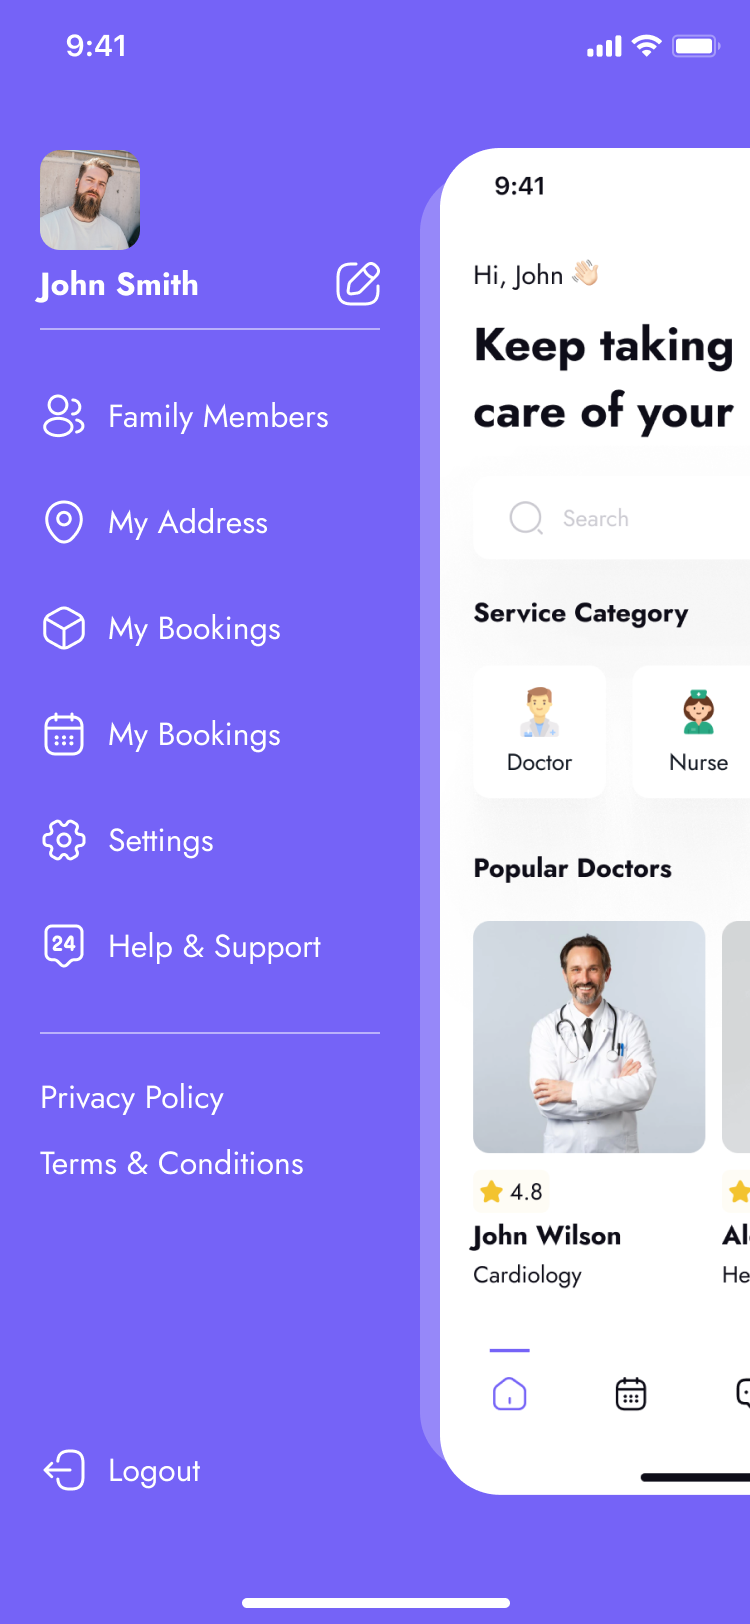 9:41
John Smith
Family Members
My Address
My Bookings
My Bookings
Settings
24
Help & Support
Privacy Policy
Terms & Conditions
Logout
9:41
Hi, John 👋🏻
Keep taking
care of your
Search
Service Category
Doctor
Nurse
Popular Doctors
4.8
John Wilson
Cardiology
Al
He